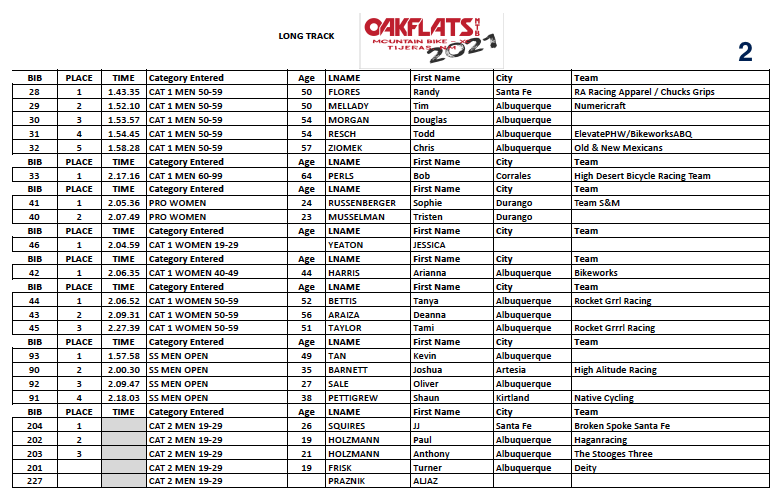 LONG TRACK
OAKFLATS MTB
MOUNTAIN BIKE - X
TIJERAS, NM
2021
2
BIB PLACE TIME Category Entered Age LNAME First Name City Team
28 1 1.43.35 CAT 1 MEN 50-59 50 FLORES Randy Santa Fe RA Racing Apparel / Chucks Grips
29 2 1.52.10 CAT 1 MEN 50-59 50 MELLADY Tim Albuquerque Numericraft
30 3 1.53.57 CAT 1 MEN 50-59 54 MORGAN Douglas Albuquerque
31 4 1.54.45 CAT 1 MEN 50-59 54 RESCH Todd Albuquerque ElevatePHW/BikeworksABQ
32 5 1.58.28 CAT 1 MEN 50-59 57 ZIOMEK Chris Albuquerque Old & New Mexicans
BIB PLACE TIME Category Entered Age LNAME First Name City Team
33 1 2.17.16 CAT 1 MEN 60-99 64 PERLS Bob Corrales High Desert Bicycle Racing Team
BIB PLACE TIME Category Entered Age LNAME First Name City Team
41 1 2.05.36 PRO WOMEN 24 RUSSENBERGER Sophie Durango Team S&M
40 2 2.07.49 PRO WOMEN 23 MUSSELMAN Tristen Durango
BIB PLACE TIME Category Entered Age LNAME First Name City Team
46 1 2.04.59 CAT 1 WOMEN 19-29 YEATON JESSICA
BIB PLACE TIME Category Entered Age LNAME First Name City Team
42 1 2.06.35 CAT 1 WOMEN 40-49 44 HARRIS Arianna Albuquerque Bikeworks
BIB PLACE TIME Category Entered Age LNAME First Name City Team
44 1 2.06.52 CAT 1 WOMEN 50-59 52 BETTIS Tanya Albuquerque Rocket Grrl Racing
43 2 2.09.31 CAT 1 WOMEN 50-59 56 ARAIZA Deanna Albuquerque
45 3 2.27.39 CAT 1 WOMEN 50-59 51 TAYLOR Tami Albuquerque Rocket Grrrl Racing
BIB PLACE TIME Category Entered Age LNAME First Name City Team
93 1 1.57.58 SS MEN OPEN 49 TAN Kevin Albuquerque
90 2 2.00.30 SS MEN OPEN 35 BARNETT Joshua Artesia High Alitude Racing
92 3 2.09.47 SS MEN OPEN 27 SALE Oliver Albuquerque
91 4 2.18.03 SS MEN OPEN 38 PETTIGREW Shaun Kirtland Native Cycling
BIB PLACE TIME Category Entered Age LNAME First Name City Team
204 1 CAT 2 MEN 19-29 26 SQUIRES JJ Santa Fe Broken Spoke Santa Fe
202 2 CAT 2 MEN 19-29 19 HOLZMANN Paul Albuquerque Haganracing
203 3 CAT 2 MEN 19-29 21 HOLZMANN Anthony Albuquerque The Stooges Three
201 CAT 2 MEN 19-29 19 FRISK Turner Albuquerque Deity
227 CAT 2 MEN 19-29 PRAZNIK ALJAZ